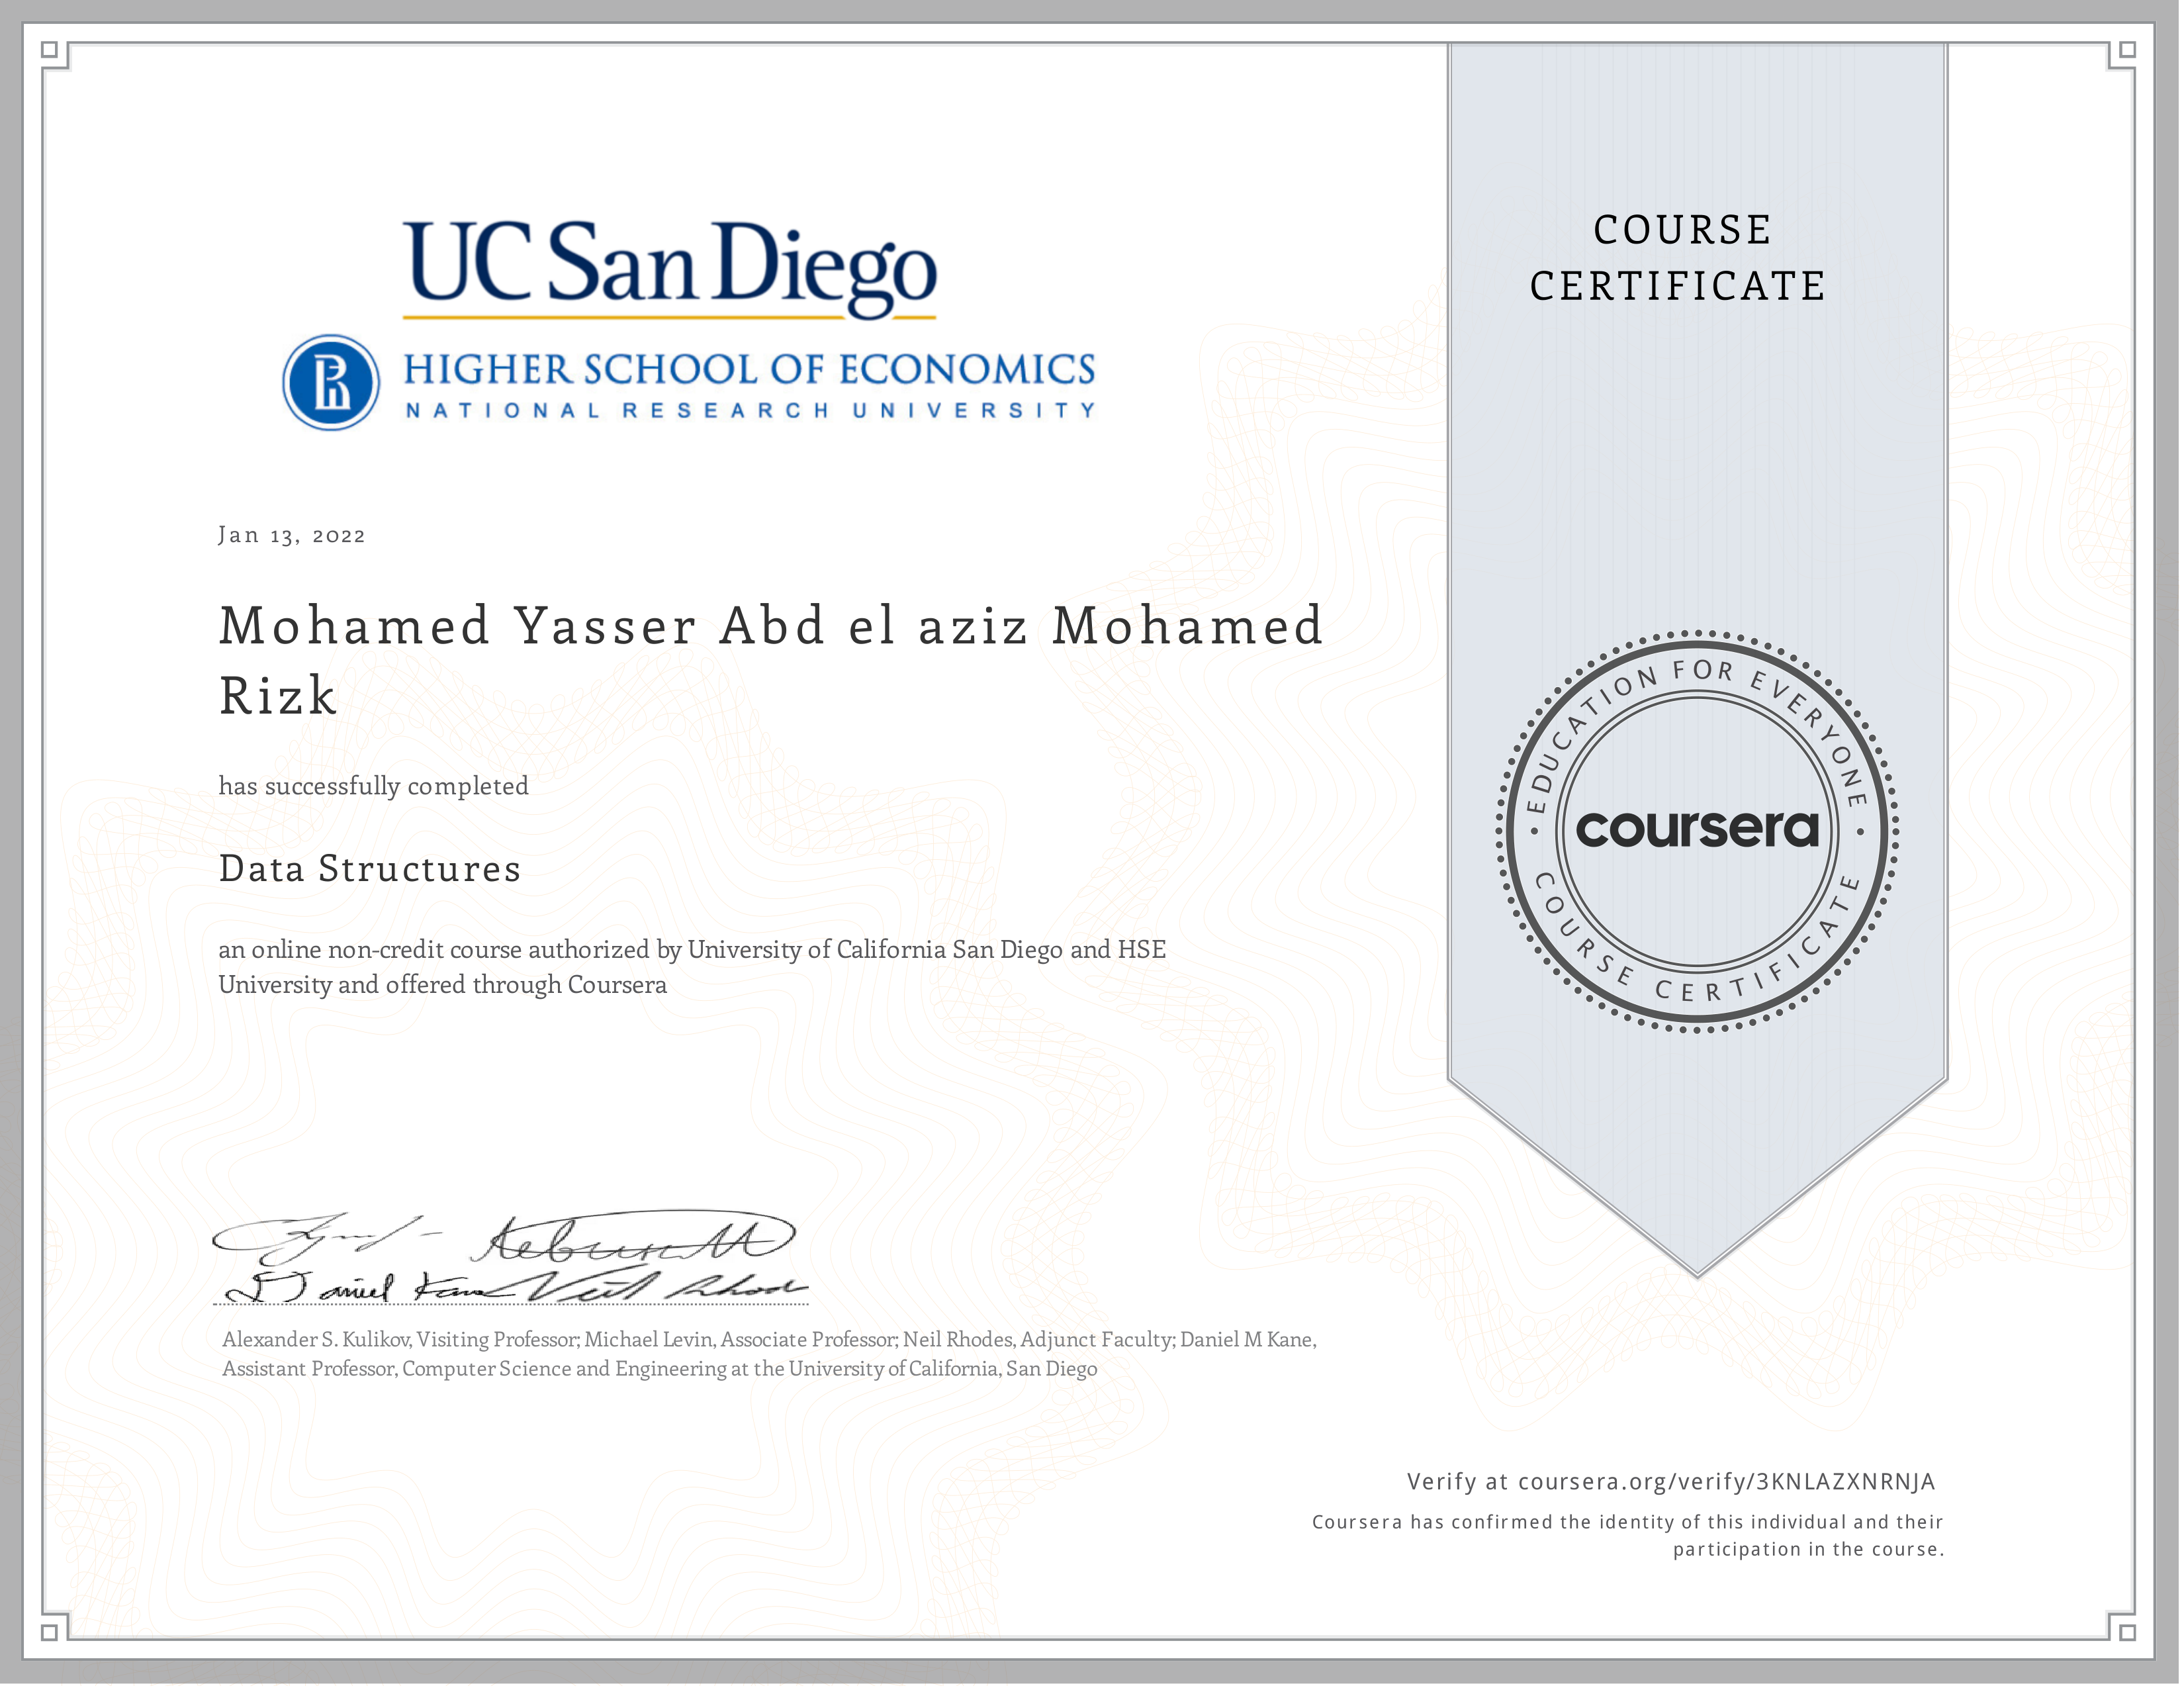 UC San Diego
HIGHER SCHOOL OF ECONOMICS
NATIONAL RESEARCH UNIVERSITY
COURSE
CERTIFICATE
Jan 13, 2022
Mohamed Yasser Abd el aziz Mohamed
Rizk
has successfully completed
Data Structures
an online non-credit course authorized by University of California San Diego and HSE
University and offered through Coursera
EDUCATION FOR EVERYONE
coursera
COURSE CERTIFICATE
Daniel Kane Neil Rhodes
Alexander S. Kulikov, Visiting Professor; Michael Levin, Associate Professor; Neil Rhodes, Adjunct Faculty; Daniel M Kane,
Assistant Professor, Computer Science and Engineering at the University of California, San Diego
Verify at coursera.org/verify/3KNLAZXNRNJA
Coursera has confirmed the identity of this individual and their
participation in the course.